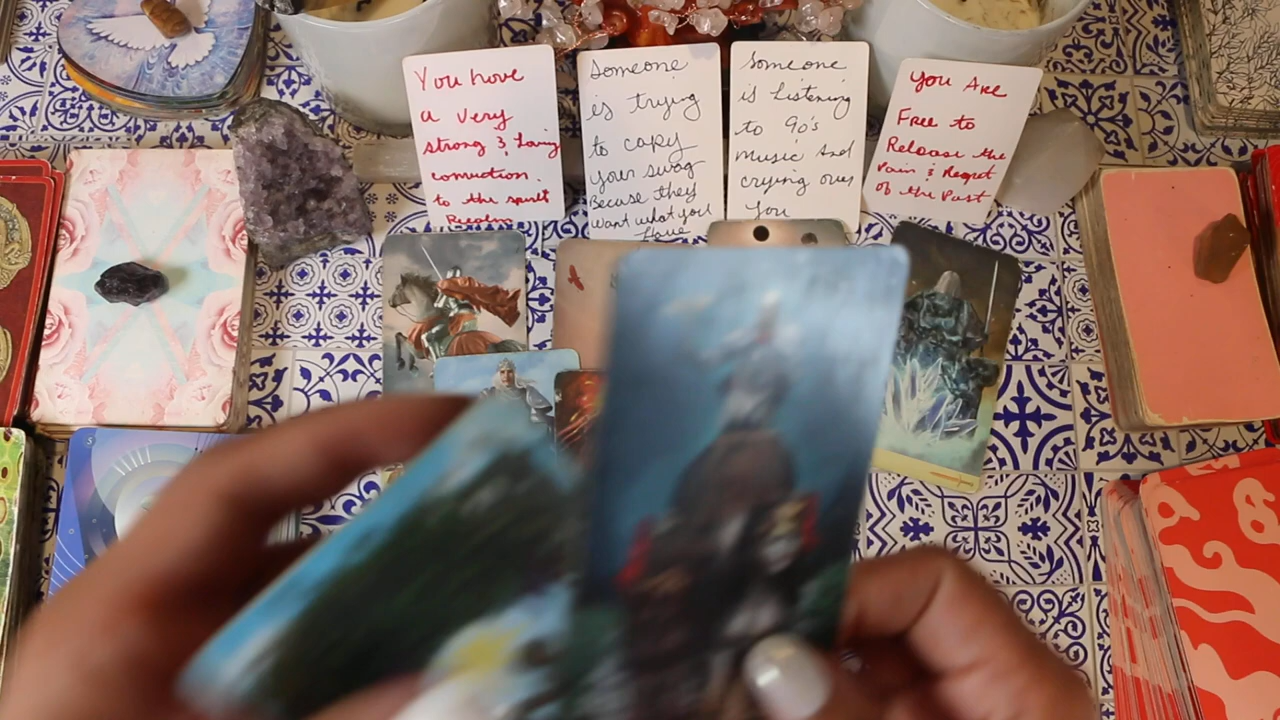 You have
a very
strong & Loving
conviction.
to the spirit
Realm
Someone
is trying
to copy
your swag
Because they
want what you
Have
Someone
is Listening
to 90's
Music And
crying over
You
You Are
Free to
Release the
Pain & Regret
of the Past